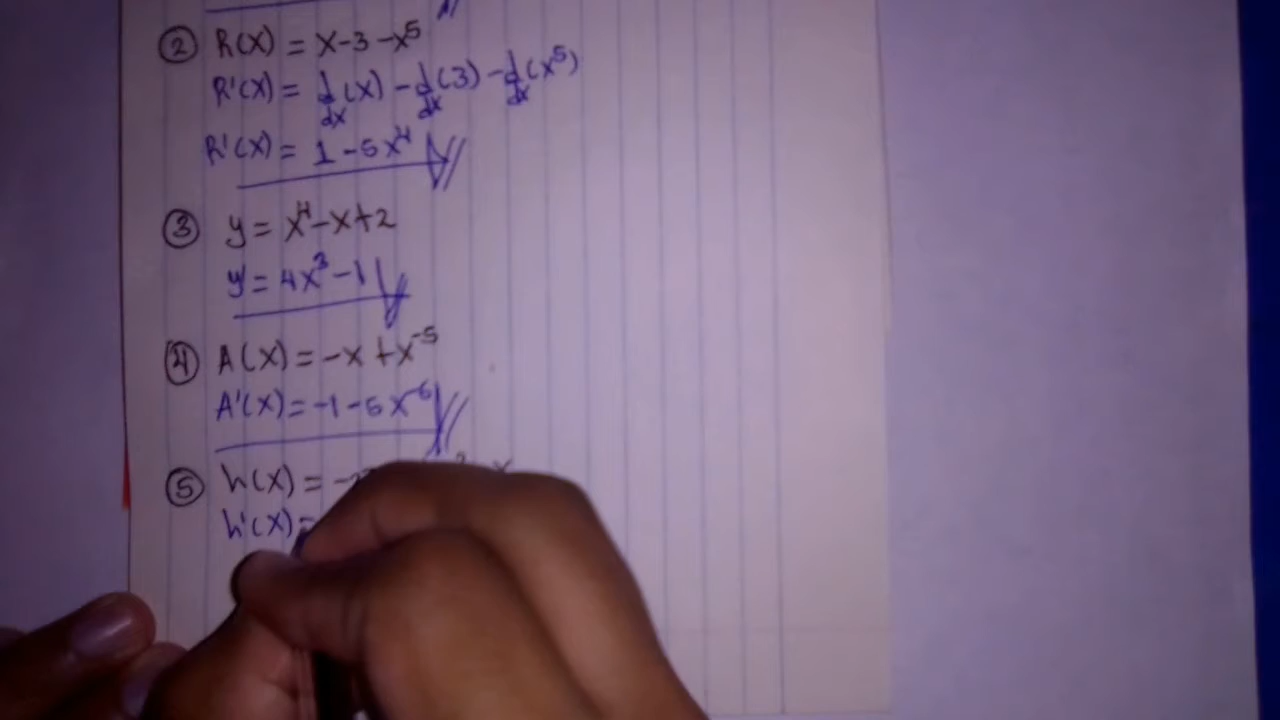 ② R(x) = x-3-x⁵
R'(x) = d/dx(x) - d/dx(3) - d/dx(x⁵)
R'(x) = 1-5x⁴
③ y = x⁴-x+2
y' = 4x³-1
④ A(x) = -x+x⁻⁵
A'(x) = -1-5x⁻⁶
⑤ h(x) = -
h'(x) =